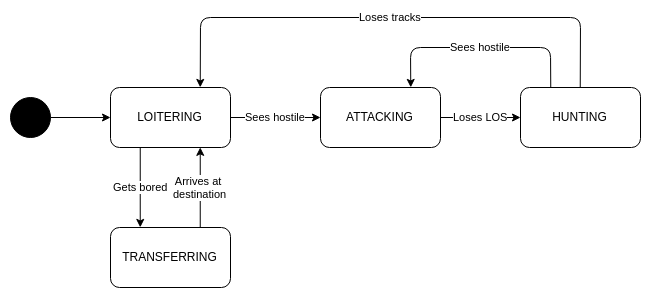 Loses tracks
Sees hostile
LOITERING
Sees hostile
ATTACKING
Loses LOS
HUNTING
Gets bored
Arrives at
destination
TRANSFERRING